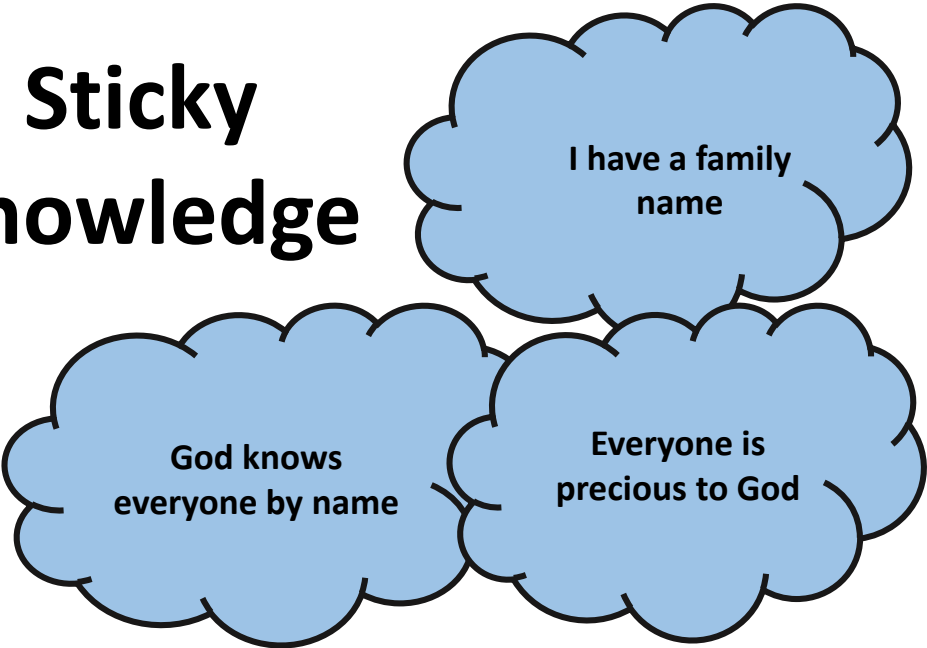 Sticky
nowledge
I have a family
name
God knows
everyone by name
Everyone is
precious to God